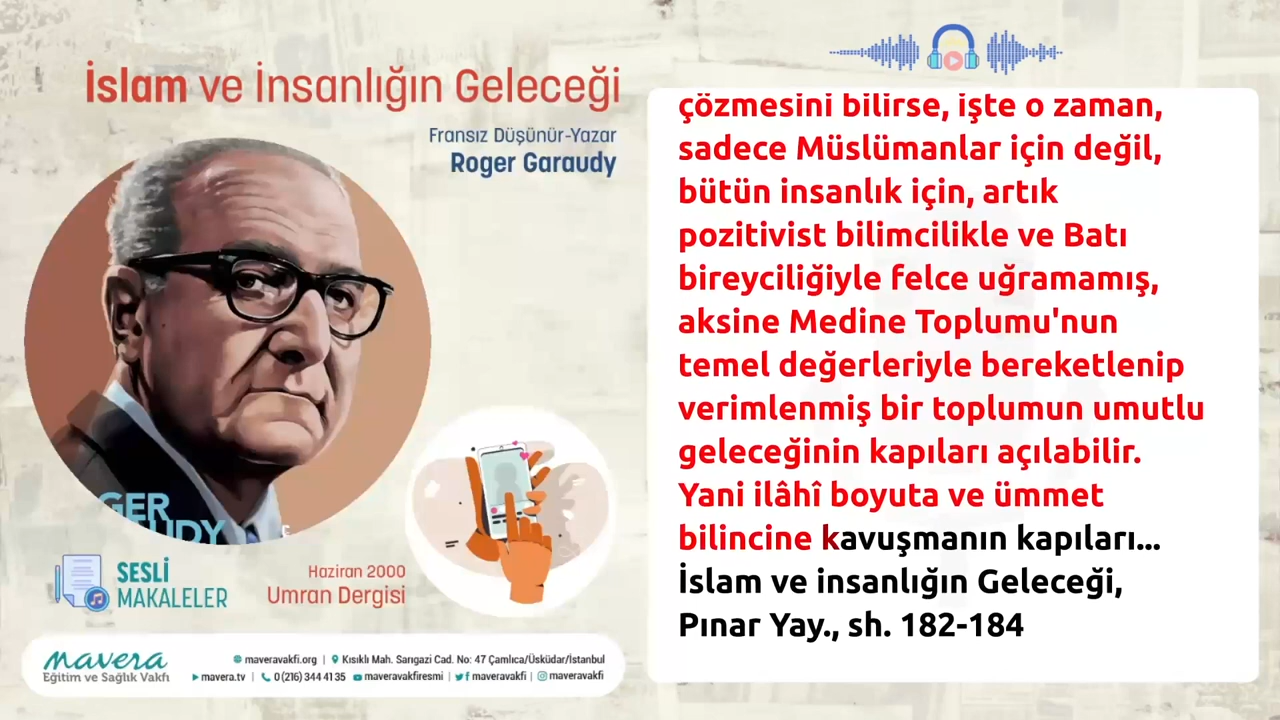 İslam ve İnsanlığın Geleceği
Fransız Düşünür-Yazar
Roger Garaudy
GER
SESLİ
MAKALELER
Haziran 2000
Umran Dergisi
mavera
Eğitim ve Sağlık Vakfı
maveravakfi.org | Kısıklı Mah. Sarıgazi Cad. No: 47 Çamlıca/Üsküdar/İstanbul
mavera.tv | 0 (216) 344 41 35 maveravakfiresmi | maveravakfi | maveravakfi
çözmesini bilirse, işte o zaman,
sadece Müslümanlar için değil,
bütün insanlık için, artık
pozitivist bilimcilikle ve Batı
bireyciliğiyle felce uğramamış,
aksine Medine Toplumu'nun
temel değerleriyle bereketlenip
verimlenmiş bir toplumun umutlu
geleceğinin kapıları açılabilir.
Yani ilâhî boyuta ve ümmet
bilincine kavuşmanın kapıları...
İslam ve insanlığın Geleceği,
Pınar Yay., sh. 182-184